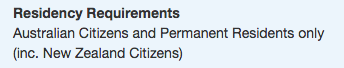 Residency Requirements
Australian Citizens and Permanent Residents only
(inc. New Zealand Citizens)